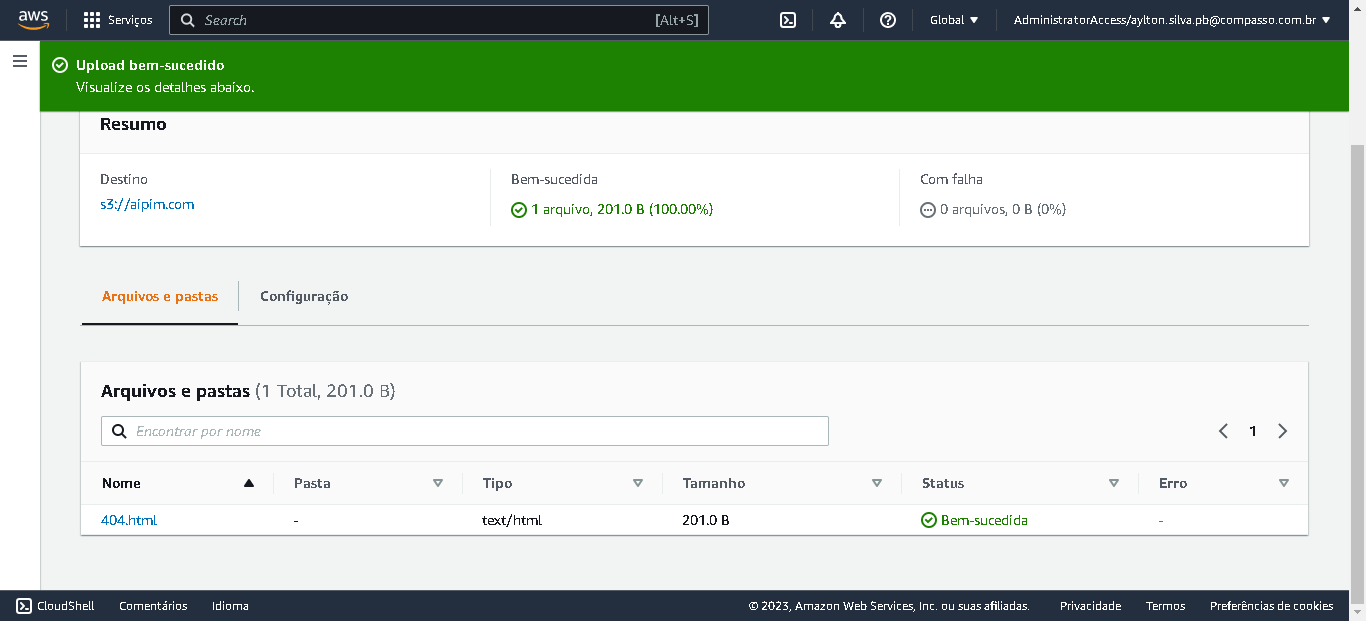 aws Serviços Search [Alt+S] Global AdministratorAccess/aylton.silva.pb@compasso.com.br
Upload bem-sucedido
Visualize os detalhes abaixo.
Resumo
Destino Bem-sucedida Com falha
s3://aipim.com 1 arquivo, 201.0 B (100.00%) 0 arquivos, 0 B (0%)
Arquivos e pastas Configuração
Arquivos e pastas (1 Total, 201.0 B)
Encontrar por nome 1
Nome Pasta Tipo Tamanho Status Erro
404.html - text/html 201.0 B Bem-sucedida -
CloudShell Comentários Idioma © 2023, Amazon Web Services, Inc. ou suas afiliadas. Privacidade Termos Preferências de cookies